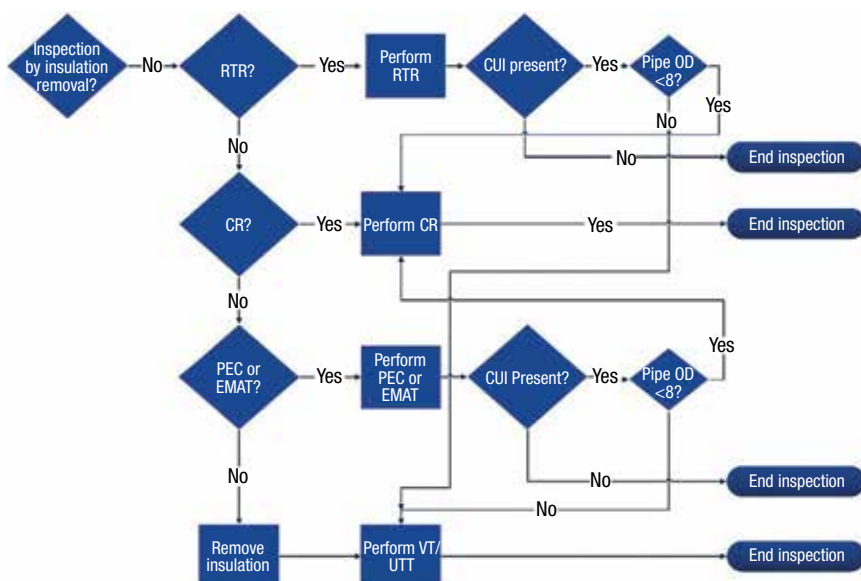 Inspection
by insulation
removal?
No
RTR?
Yes
Perform
RTR
CUI present?
Yes
Pipe OD
<8?
Yes
No
No
No
End inspection
CR?
Yes
Perform CR
Yes
End inspection
No
PEC or
EMAT?
Yes
Perform
PEC or
EMAT
CUI Present?
Yes
Pipe OD
<8?
Yes
No
No
End inspection
No
Remove
insulation
Perform VT/
UTT
End inspection